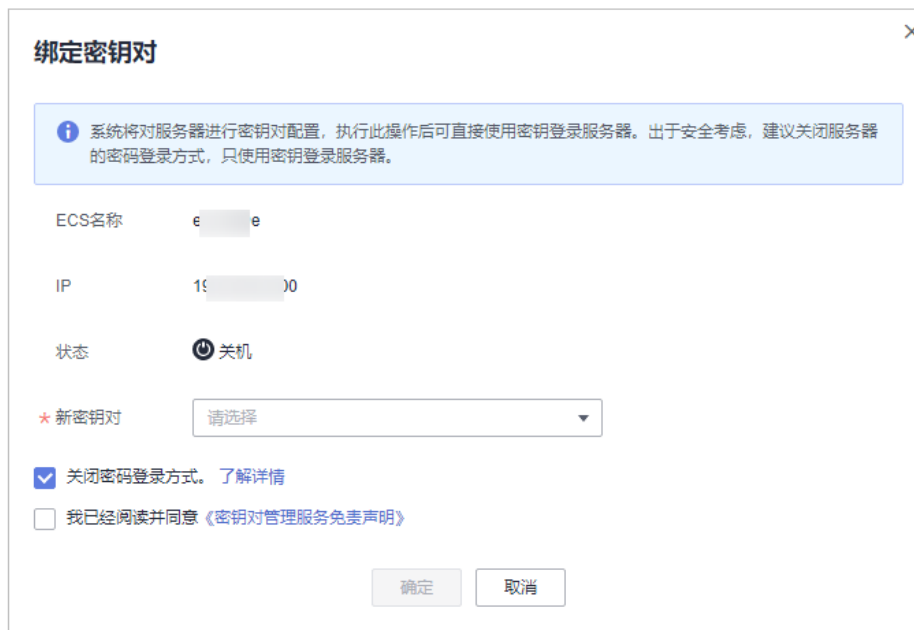 绑定密钥对
系统将对服务器进行密钥对配置，执行此操作后可直接使用密钥登录服务器。出于安全考虑，建议关闭服务器
的密码登录方式，只使用密钥登录服务器。
ECS名称 e e
IP 19 00
状态 关机
* 新密钥对 请选择
关闭密码登录方式。 了解详情
我已经阅读并同意《密钥对管理服务免责声明》
确定 取消